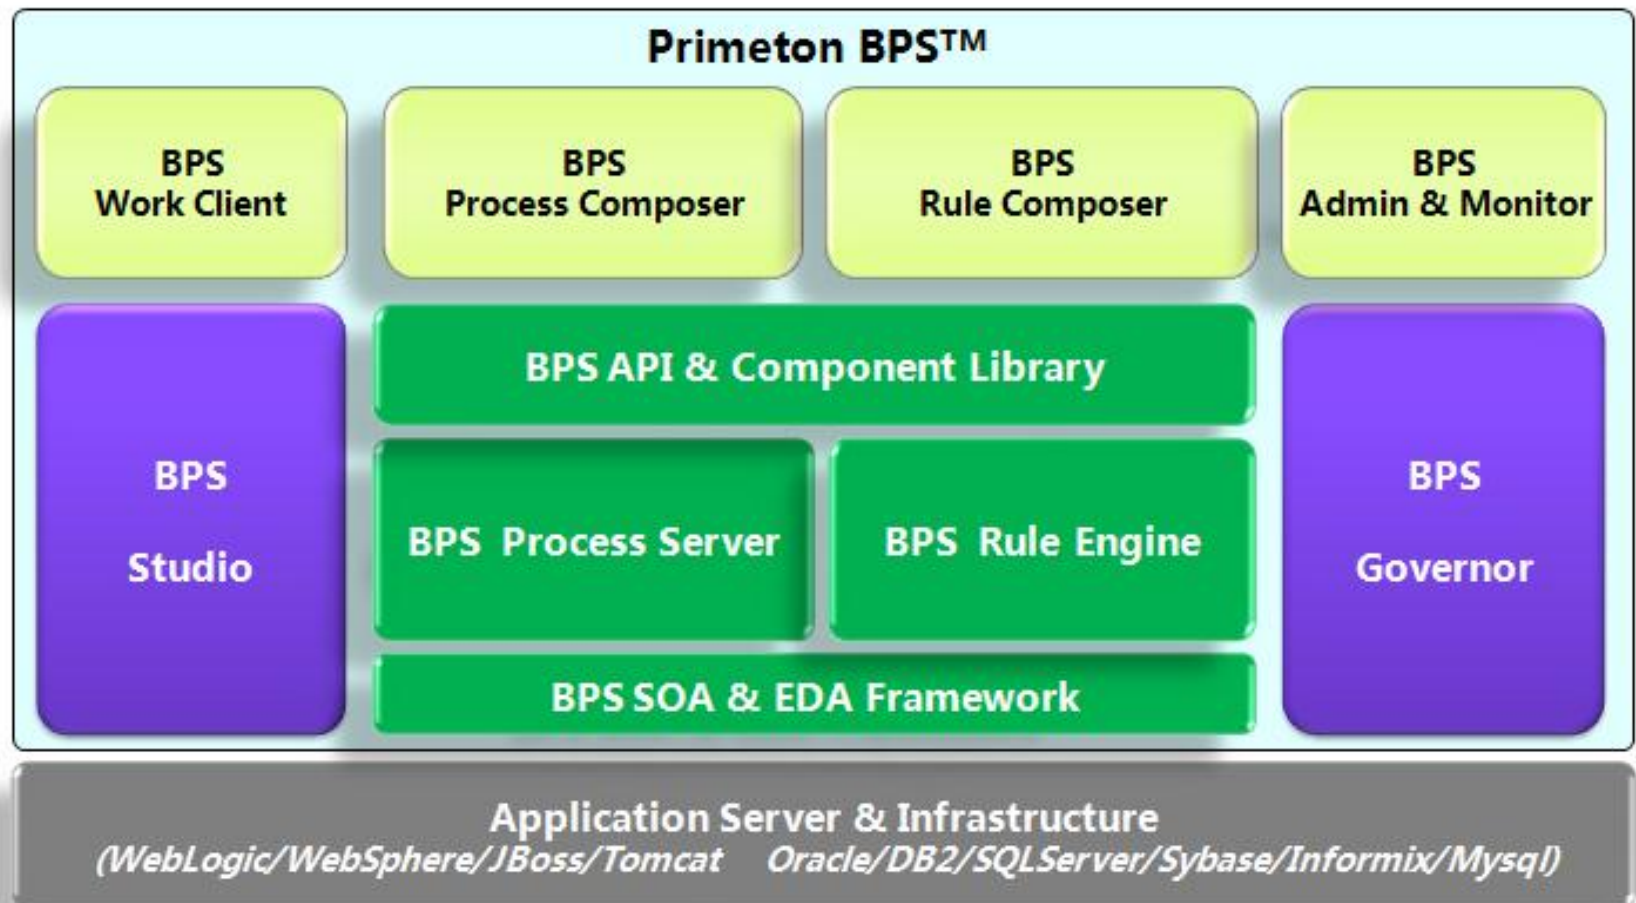 Primeton BPS™
BPS
Work Client
BPS
Process Composer
BPS
Rule Composer
BPS
Admin & Monitor
BPS
Studio
BPS API & Component Library
BPS Process Server
BPS Rule Engine
BPS SOA & EDA Framework
BPS
Governor
Application Server & Infrastructure
(WebLogic/WebSphere/JBoss/Tomcat Oracle/DB2/SQLServer/Sybase/Informix/Mysql)